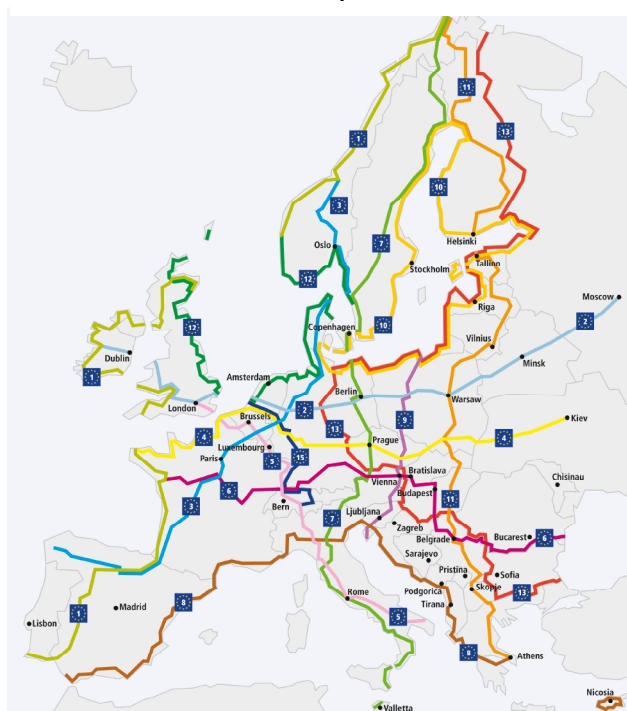 11
1
13
10
3
7
Oslo
Helsinki
Tallinn
Stockholm
12
Riga
Moscow
12
Copenhagen
10
2
Vilnius
Dublin
Minsk
1
Amsterdam
Berlin
London
Warsaw
2
Brussels
9
Kiev
13
4
4
Luxembourg
Prague
Paris
5
15
Bratislava
Chisinau
Vienna
6
Budapest
11
3
Bern
Ljubljana
7
Zagreb
Belgrade
Bucarest
6
Sarajevo
Pristina
Sofia
Podgorica
Skopje
13
Rome
Tirana
8
Madrid
1
Lisbon
5
8
Athens
Nicosia
Valletta